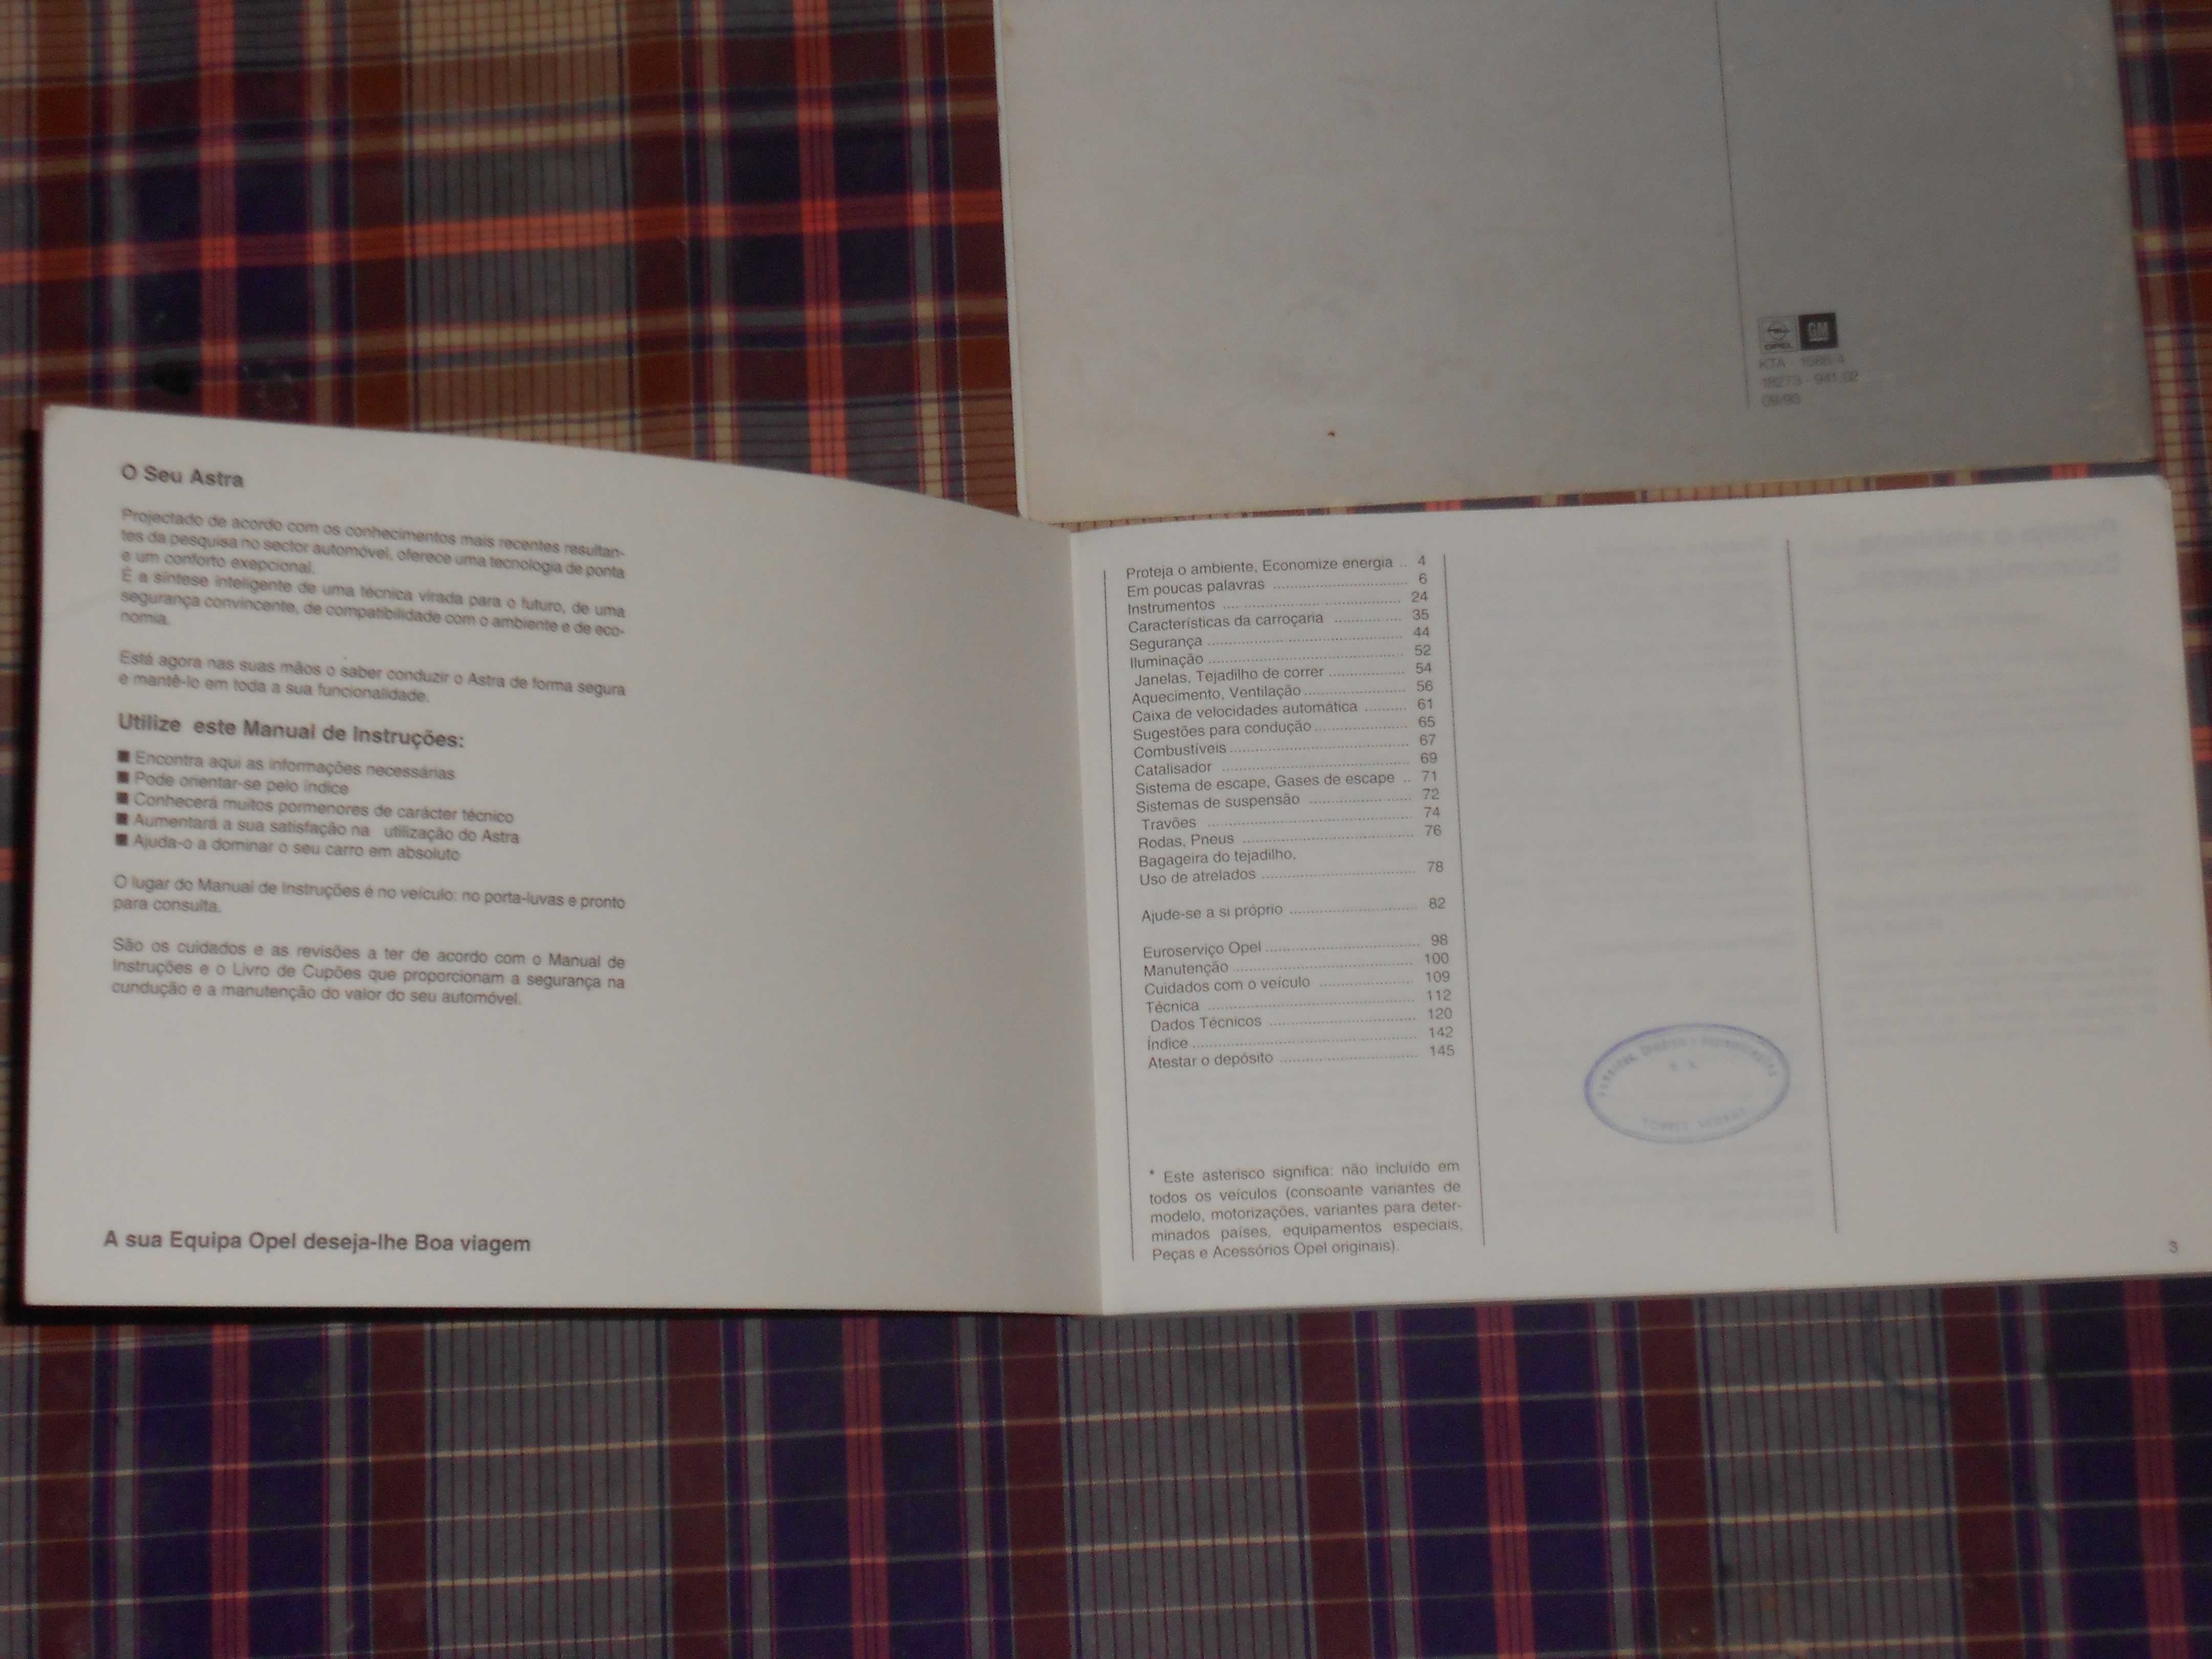 OPEL
GM
KTA - 1586/4
18273 941.02
09/93
O Seu Astra
Projectado de acordo com os conhecimentos mais recentes resultan-
tes da pesquisa no sector automóvel, oferece uma tecnologia de ponta
e um conforto exepcional.
É a síntese inteligente de uma técnica virada para o futuro, de uma
segurança convincente, de compatibilidade com o ambiente e de eco-
nomia.
Está agora nas suas mãos o saber conduzir o Astra de forma segura
e mantê-lo em toda a sua funcionalidade.
Utilize este Manual de Instruções:
■ Encontra aqui as informações necessárias
■ Pode orientar-se pelo índice
■ Conhecerá muitos pormenores de carácter técnico
■ Aumentará a sua satisfação na utilização do Astra
■ Ajuda-o a dominar o seu carro em absoluto
O lugar do Manual de Instruções é no veículo: no porta-luvas e pronto
para consulta.
São os cuidados e as revisões a ter de acordo com o Manual de
Instruções e o Livro de Cupões que proporcionam a segurança na
cundução e a manutenção do valor do seu automóvel.
A sua Equipa Opel deseja-lhe Boa viagem
Proteja o ambiente, Economize energia .. 4
Em poucas palavras ........ 6
Instrumentos ........ 24
Características da carroçaria ........ 35
Segurança ........ 44
Iluminação ........ 52
Janelas, Tejadilho de correr ........ 54
Aquecimento, Ventilação ........ 56
Caixa de velocidades automática ........ 61
Sugestões para condução ........ 65
Combustíveis ........ 67
Catalisador ........ 69
Sistema de escape, Gases de escape .. 71
Sistemas de suspensão ........ 72
Travões ........ 74
Rodas, Pneus ........ 76
Bagageira do tejadilho,
Uso de atrelados ........ 78
Ajude-se a si próprio ........ 82
Euroserviço Opel ........ 98
Manutenção ........ 100
Cuidados com o veículo ........ 109
Técnica ........ 112
Dados Técnicos ........ 120
Índice ........ 142
Atestar o depósito ........ 145
* Este asterisco significa: não incluído em
todos os veículos (consoante variantes de
modelo, motorizações, variantes para deter-
minados países, equipamentos especiais,
Peças e Acessórios Opel originais).
TORRES VEDRAS
3